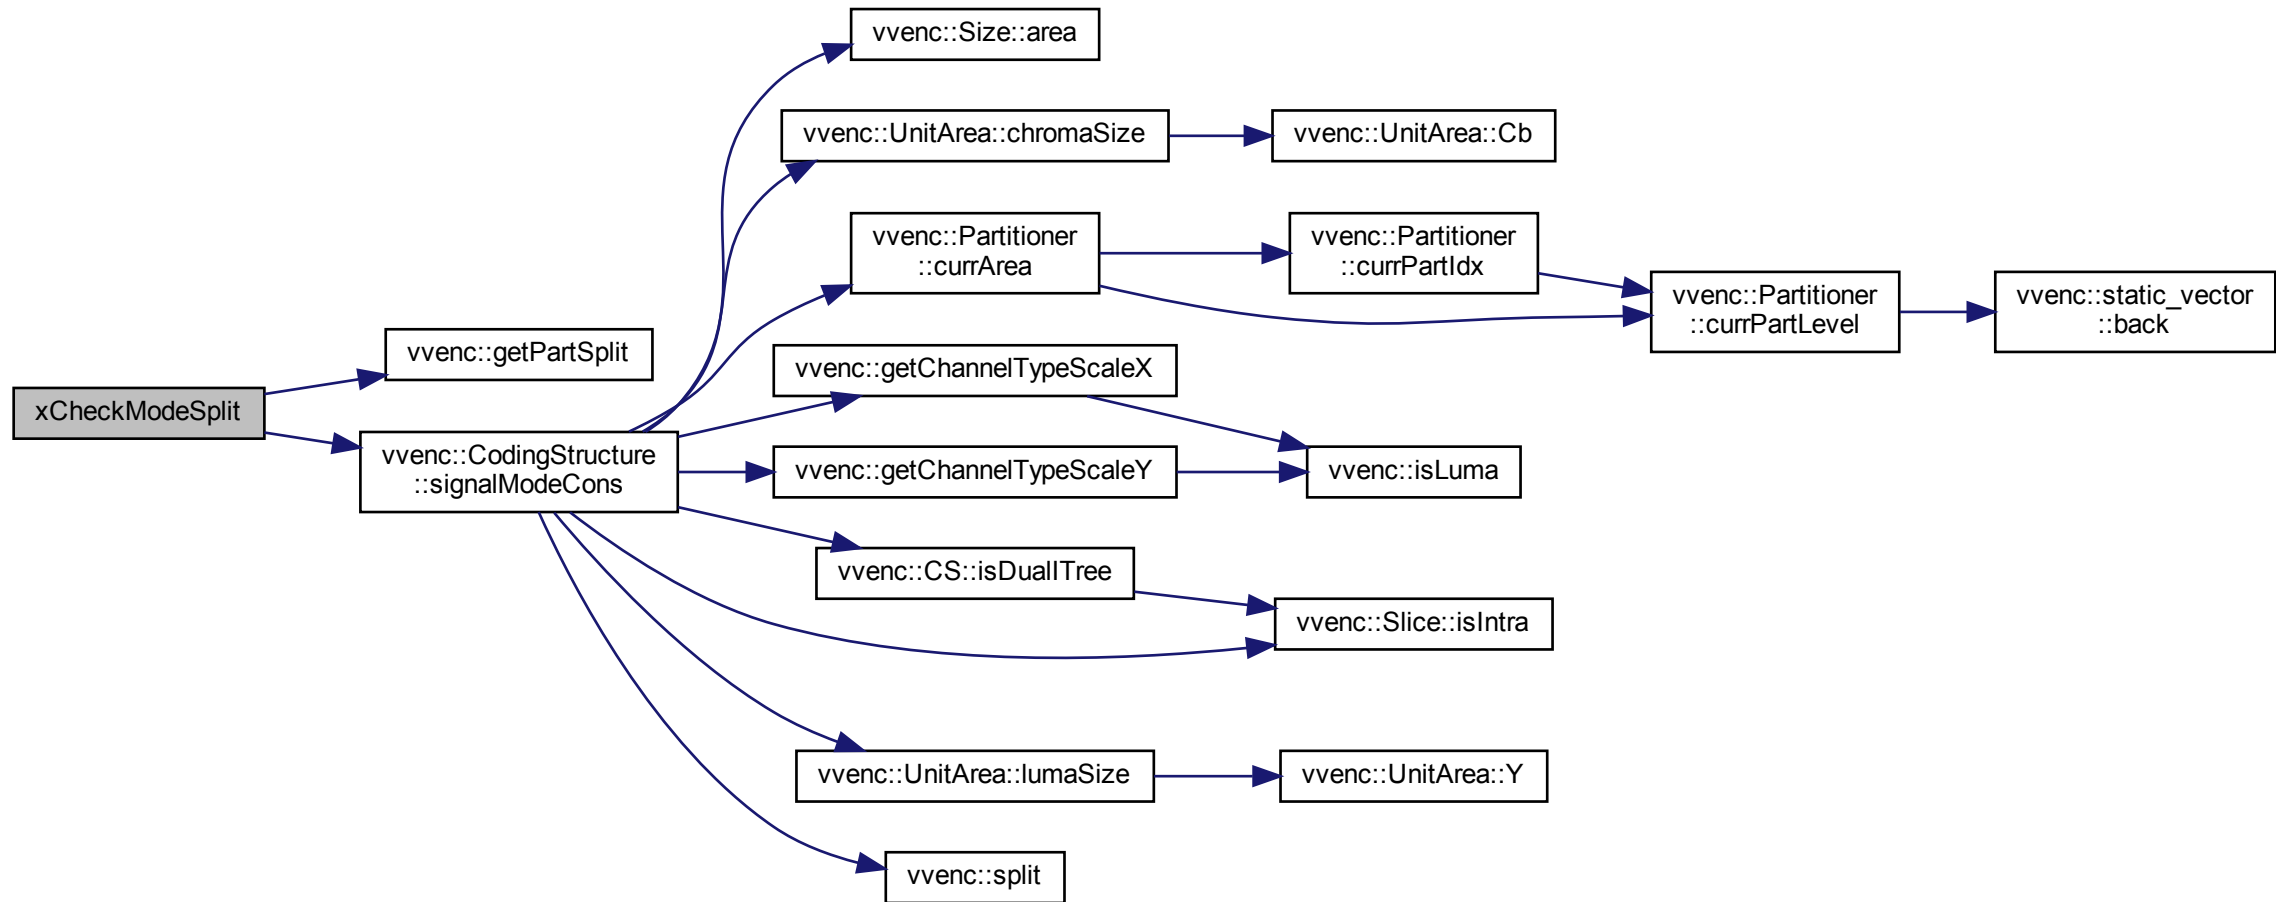 vvenc::Size::area
vvenc::UnitArea::chromaSize
vvenc::UnitArea::Cb
vvenc::Partitioner
::currArea
vvenc::Partitioner
::currPartIdx
vvenc::Partitioner
::currPartLevel
vvenc::static_vector
::back
vvenc::getPartSplit
vvenc::getChannelTypeScaleX
xCheckModeSplit
vvenc::CodingStructure
::signalModeCons
vvenc::getChannelTypeScaleY
vvenc::isLuma
vvenc::CS::isDualITree
vvenc::Slice::isIntra
vvenc::UnitArea::lumaSize
vvenc::UnitArea::Y
vvenc::split